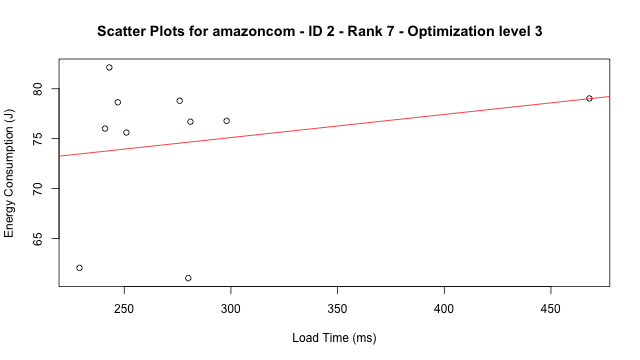 Scatter Plots for amazoncom - ID 2 - Rank 7 - Optimization level 3
Energy Consumption (J)
80
75
70
65
250 300 350 400 450
Load Time (ms)